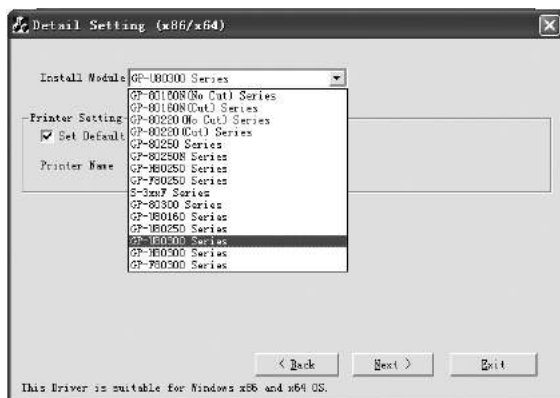 Detail Setting (x86/x64)
Install Module GP-U80300 Series
GP-80160N(No Cut) Series
GP-80160N(Cut) Series
GP-80220(No Cut) Series
GP-80220(Cut) Series
GP-80250 Series
GP-80250N Series
GP-H80250 Series
GP-F80250 Series
S-3xxF Series
GP-80300 Series
GP-U80160 Series
GP-U80250 Series
GP-U80300 Series
GP-H80300 Series
GP-F80300 Series
Printer Setting
Set Default
Printer Name
< Back
Next >
Exit
This Driver is suitable for Windows x86 and x64 OS.